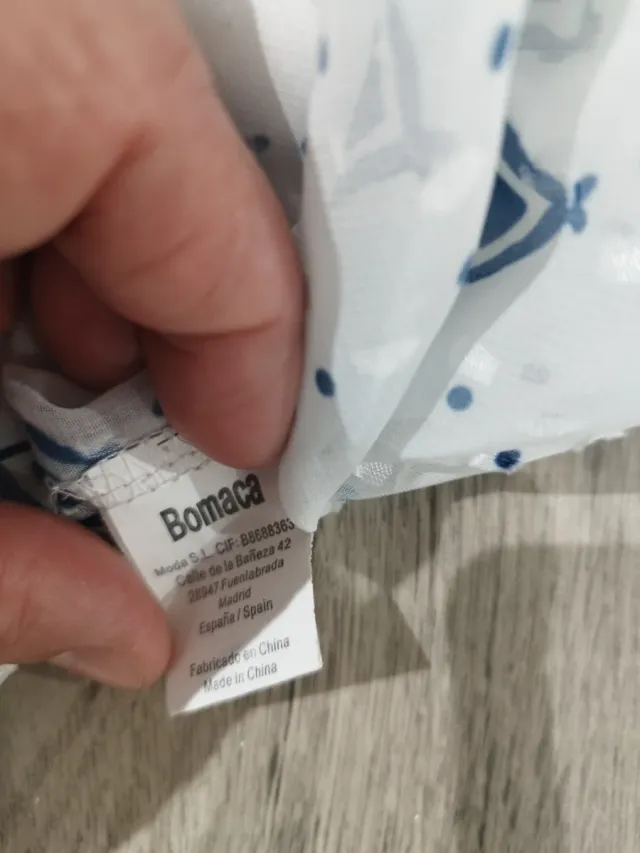 Bomaca
Moda S.L. CIF: B8688363
Calle de la Bañeza 42
28947 Fuenlabrada
Madrid
España / Spain
Fabricado en China
Made in China